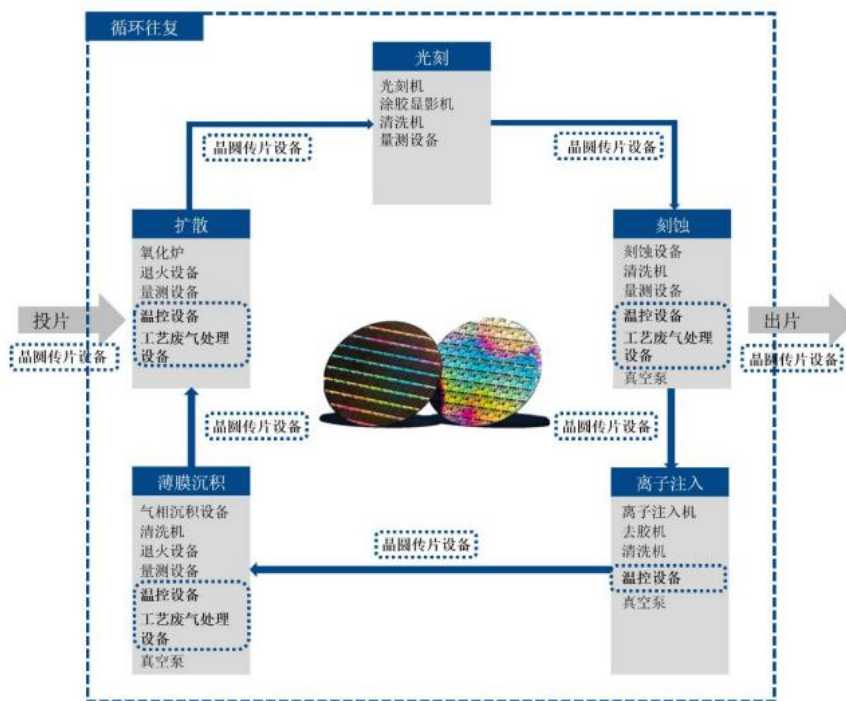 循环往复
光刻
光刻机
涂胶显影机
清洗机
量测设备
晶圆传片设备
晶圆传片设备
扩散
氧化炉
退火设备
量测设备
温控设备
工艺废气处理
设备
刻蚀
刻蚀设备
清洗机
量测设备
温控设备
工艺废气处理
设备
真空泵
投片
晶圆传片设备
出片
晶圆传片设备
晶圆传片设备
晶圆传片设备
薄膜沉积
气相沉积设备
清洗机
退火设备
量测设备
温控设备
工艺废气处理
设备
真空泵
晶圆传片设备
离子注入
离子注入机
去胶机
清洗机
温控设备
真空泵